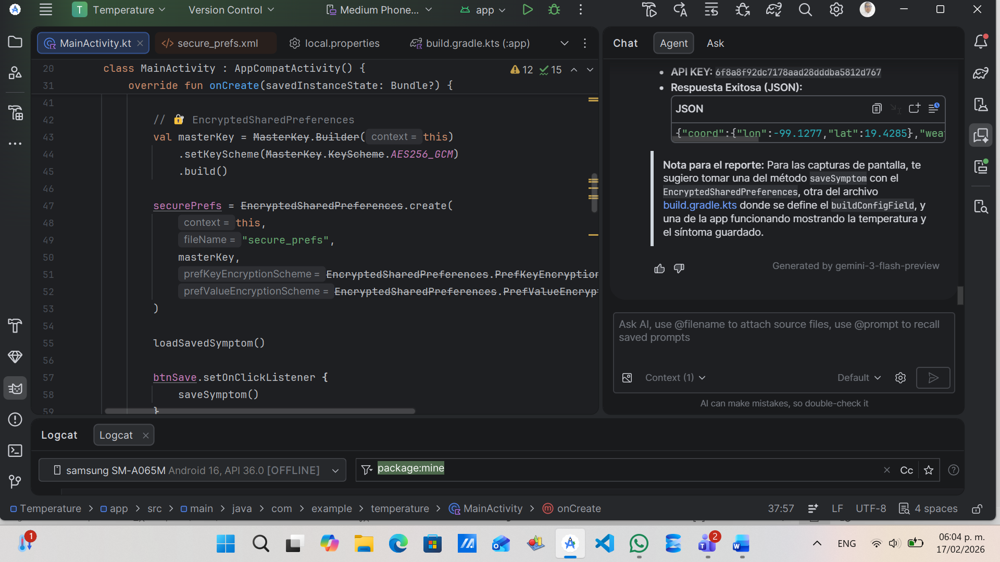 T Temperature Version Control Medium Phone... app
MainActivity.kt secure_prefs.xml local.properties build.gradle.kts (:app)
20 class MainActivity : AppCompatActivity() { 12 15
31 override fun onCreate(savedInstanceState: Bundle?) {
41
42 // 🔐 EncryptedSharedPreferences
43 val masterKey = MasterKey.Builder( context = this)
44 .setKeyScheme(MasterKey.KeyScheme.AES256_GCM)
45 .build()
46
47 securePrefs = EncryptedSharedPreferences.create(
48 context = this,
49 fileName = "secure_prefs",
50 masterKey,
51 prefKeyEncryptionScheme = EncryptedSharedPreferences.PrefKeyEncryption
52 prefValueEncryptionScheme = EncryptedSharedPreferences.PrefValueEncryp
53 )
54
55 loadSavedSymptom()
56
57 btnSave.setOnClickListener {
58 saveSymptom()
59 }
Chat Agent Ask
• API KEY: 6f8a8f92dc7178aad28dddba5812d767
• Respuesta Exitosa (JSON):
JSON
{"coord":{"lon":-99.1277,"lat":19.4285},"wea
Nota para el reporte: Para las capturas de pantalla, te
sugiero tomar una del método saveSymptom con el
EncryptedSharedPreferences, otra del archivo
build.gradle.kts donde se define el buildConfigField, y
una de la app funcionando mostrando la temperatura y
el síntoma guardado.
Generated by gemini-3-flash-preview
Ask AI, use @filename to attach source files, use @prompt to recall
saved prompts
Context (1) Default
AI can make mistakes, so double-check it
Logcat Logcat
samsung SM-A065M Android 16, API 36.0 [OFFLINE] package:mine Cc
Temperature > app > src > main > java > com > example > temperature > MainActivity > onCreate 37:57 LF UTF-8 4 spaces
1 2 ENG 06:04 p. m.
17/02/2026